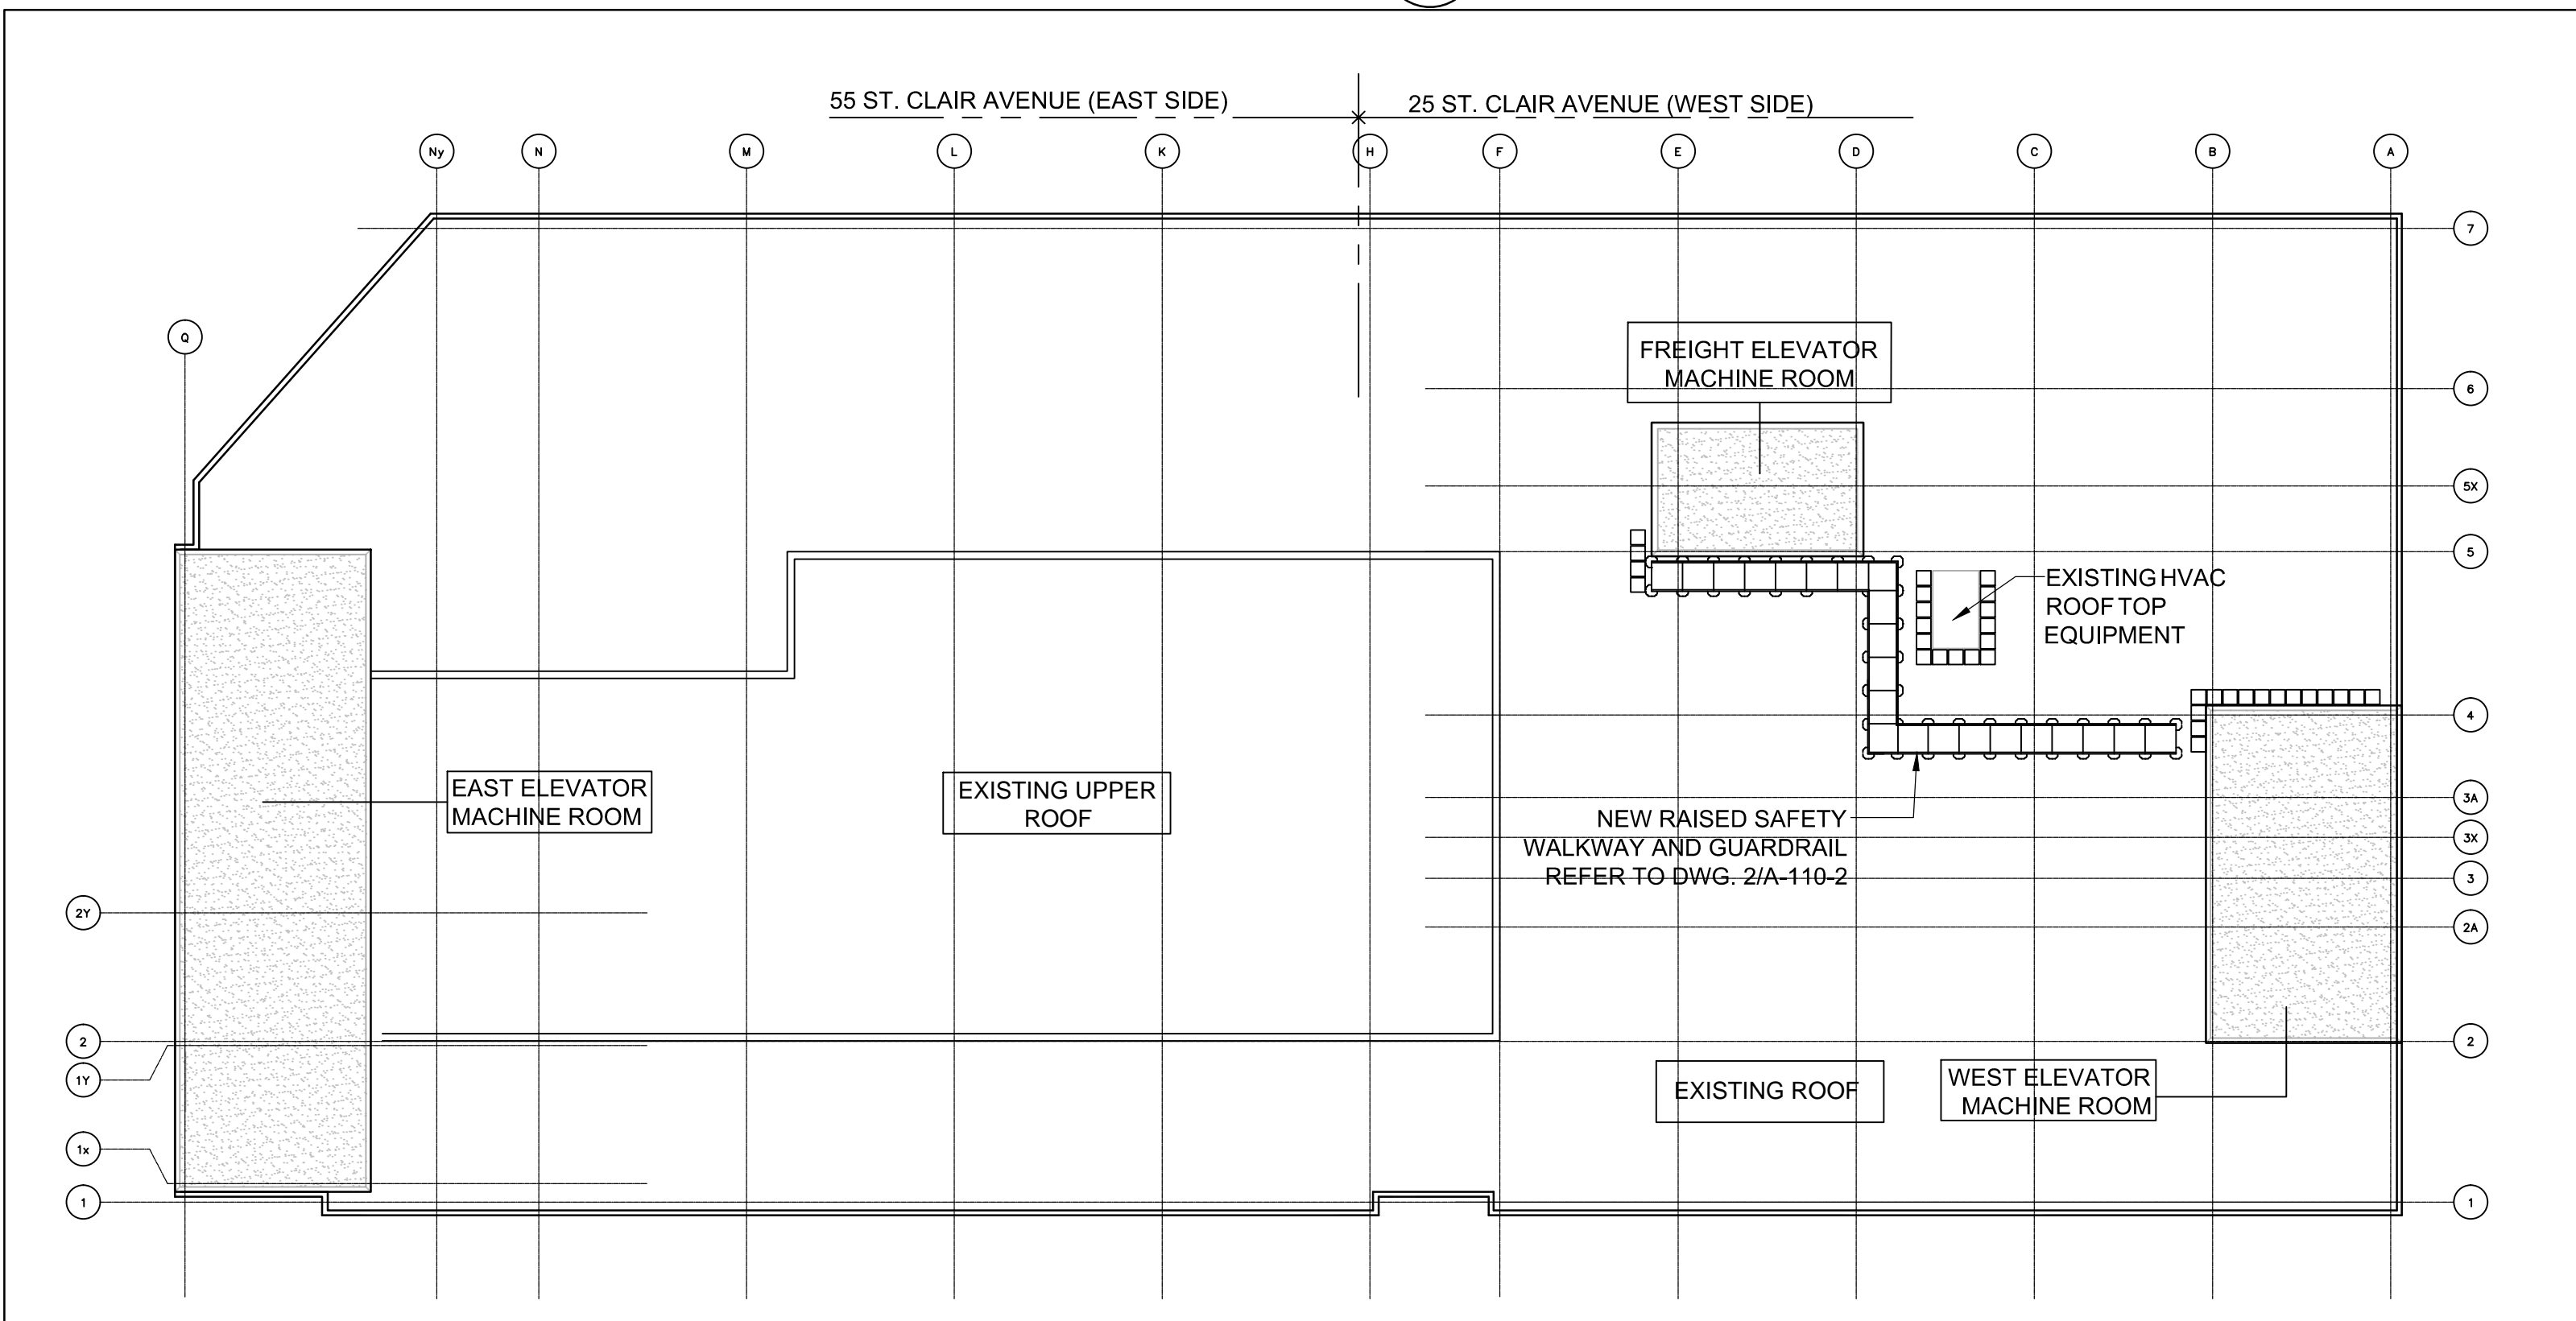 55 ST. CLAIR AVENUE (EAST SIDE)
25 ST. CLAIR AVENUE (WEST SIDE)
Ny
N
M
L
K
H
F
E
D
C
B
A
7
Q
FREIGHT ELEVATOR
MACHINE ROOM
6
5X
5
EXISTING HVAC
ROOF TOP
EQUIPMENT
4
EAST ELEVATOR
MACHINE ROOM
EXISTING UPPER
ROOF
NEW RAISED SAFETY
WALKWAY AND GUARDRAIL
REFER TO DWG. 2/A-110-2
3A
3X
3
2Y
2A
2
2
1Y
EXISTING ROOF
WEST ELEVATOR
MACHINE ROOM
1x
1
1